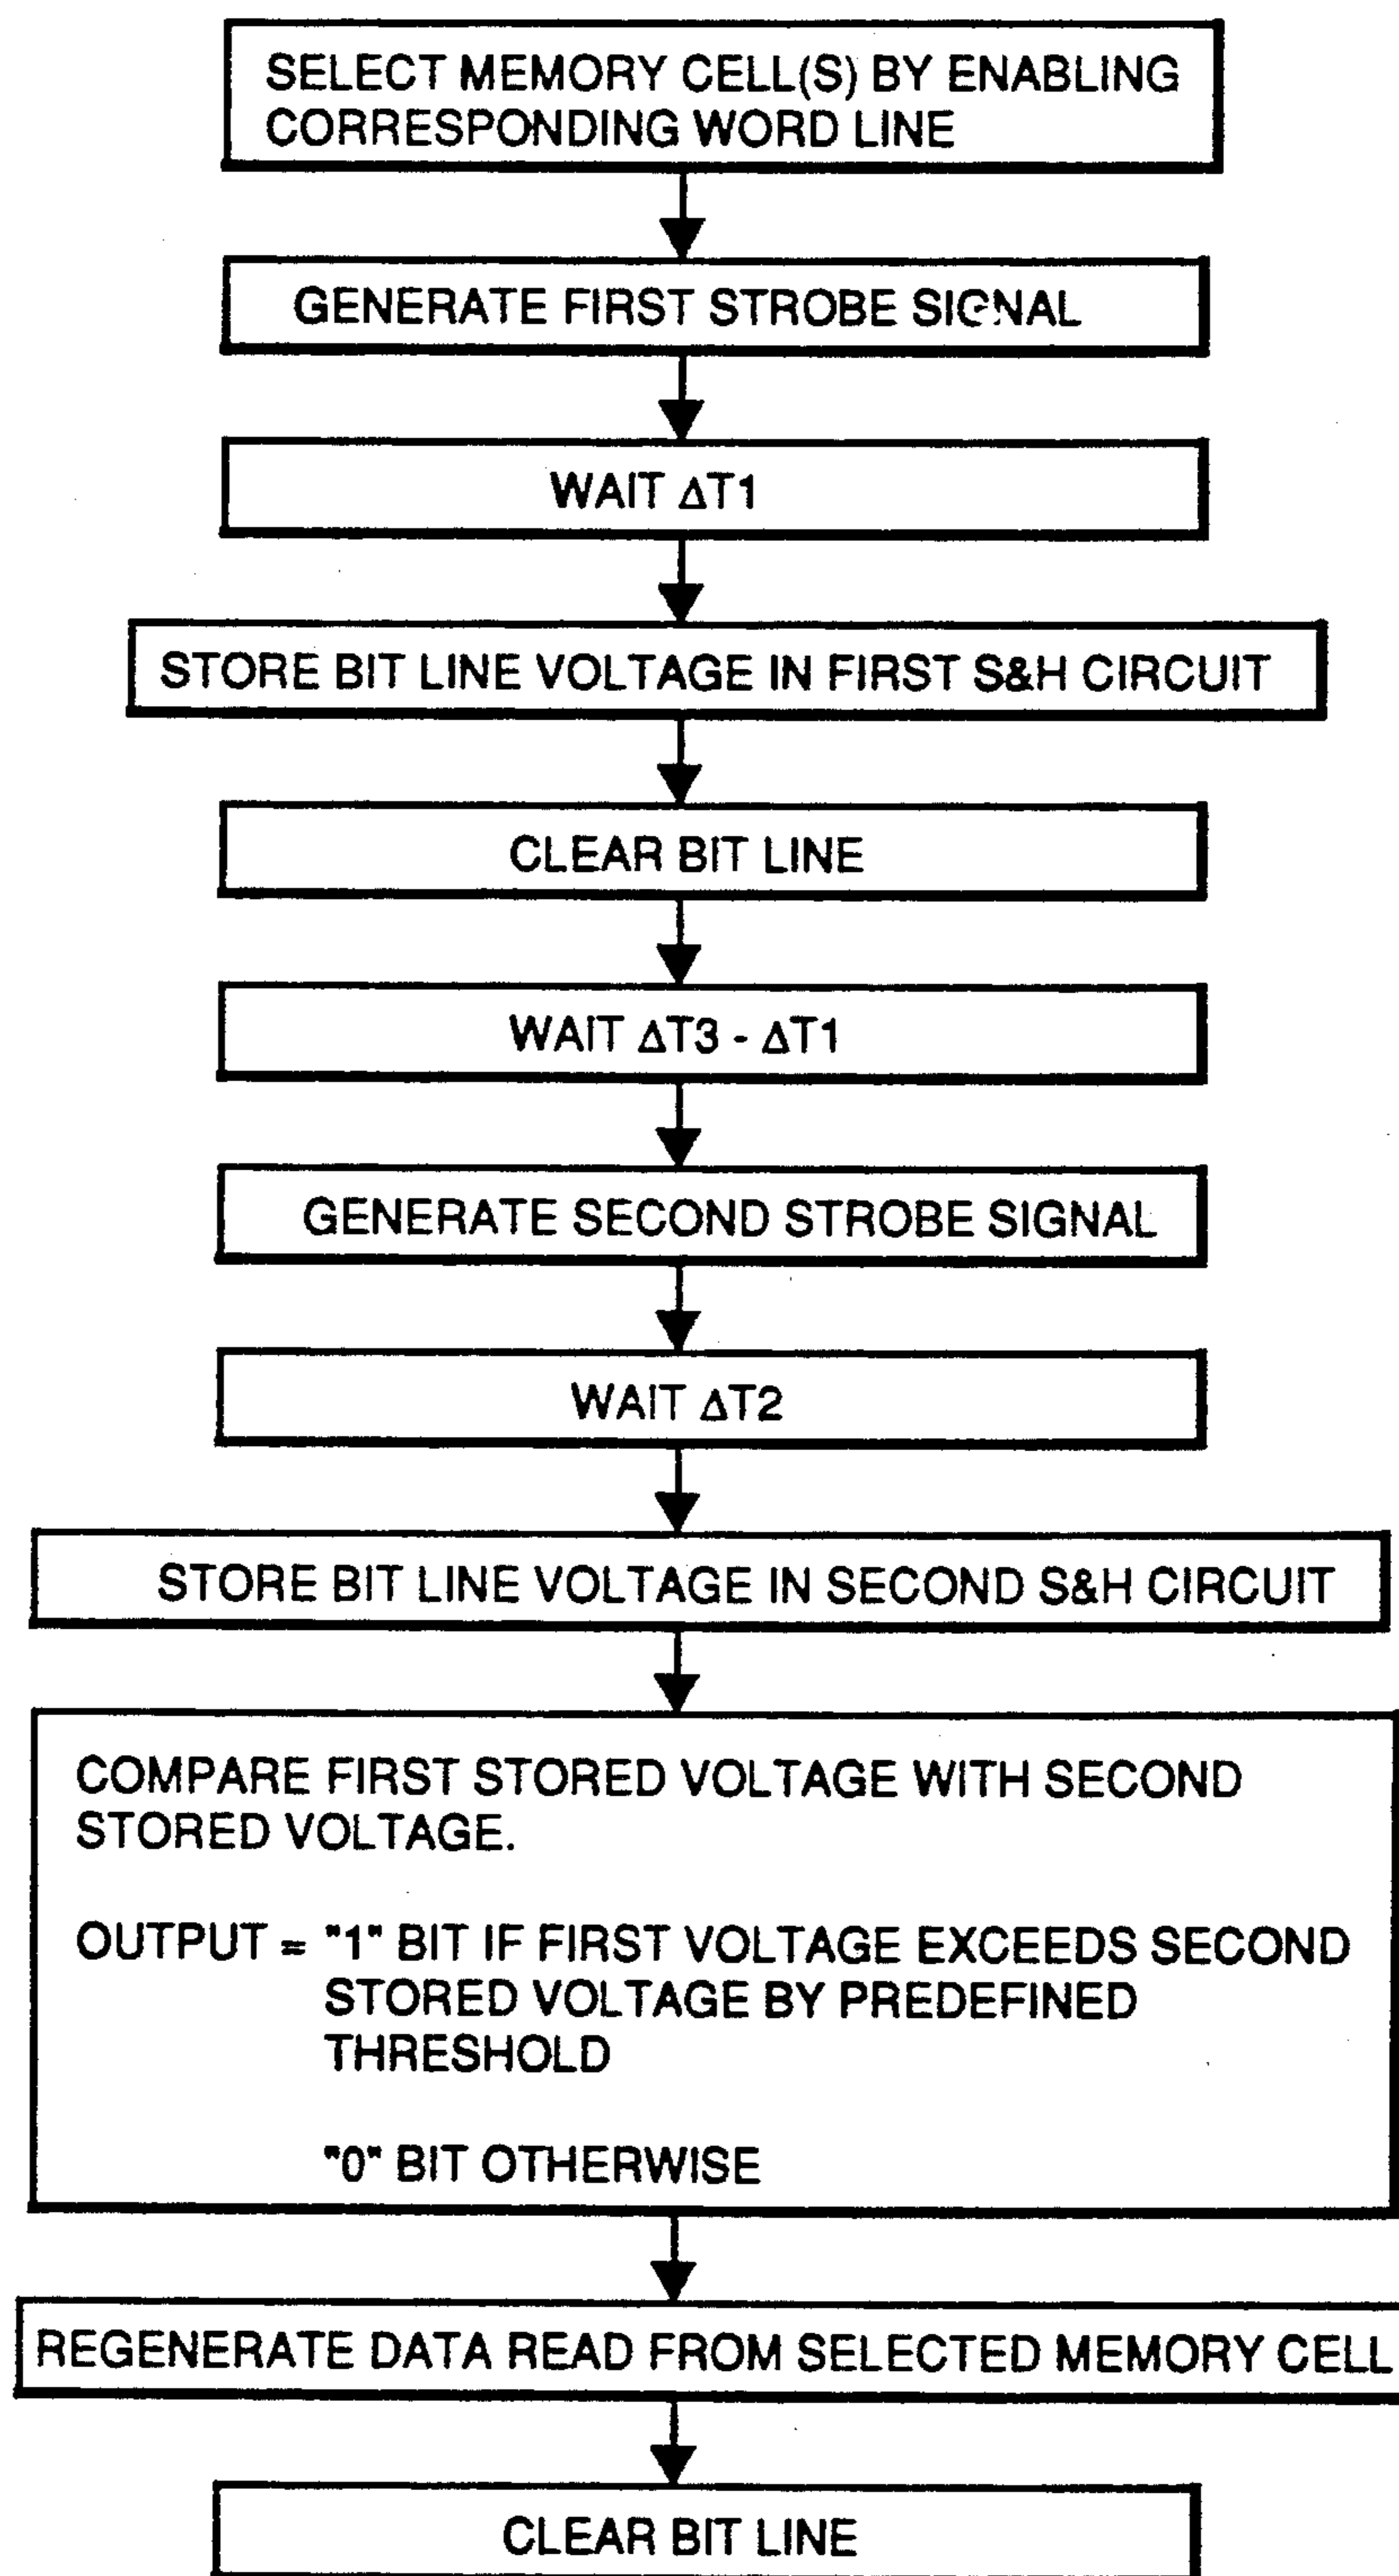 SELECT MEMORY CELL(S) BY ENABLING
CORRESPONDING WORD LINE
GENERATE FIRST STROBE SIGNAL
WAIT ΔT1
STORE BIT LINE VOLTAGE IN FIRST S&H CIRCUIT
CLEAR BIT LINE
WAIT ΔT3 - ΔT1
GENERATE SECOND STROBE SIGNAL
WAIT ΔT2
STORE BIT LINE VOLTAGE IN SECOND S&H CIRCUIT
COMPARE FIRST STORED VOLTAGE WITH SECOND
STORED VOLTAGE.
OUTPUT = "1" BIT IF FIRST VOLTAGE EXCEEDS SECOND
STORED VOLTAGE BY PREDEFINED
THRESHOLD
"0" BIT OTHERWISE
REGENERATE DATA READ FROM SELECTED MEMORY CELL
CLEAR BIT LINE